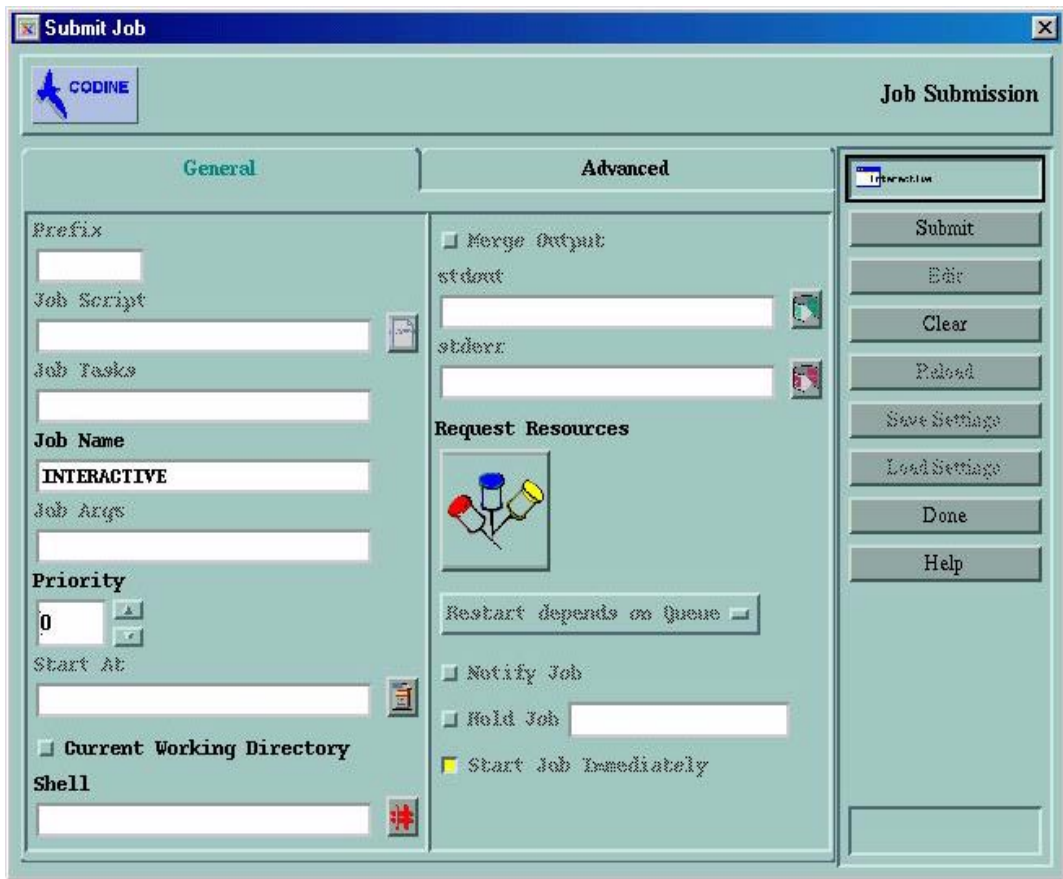 Submit Job
CODINE
Job Submission
General
Advanced
Interactive
Prefix
Job Script
Job Tasks
Job Name
INTERACTIVE
Job Args
Priority
0
Start At
Current Working Directory
Shell
Merge Output
stdout
stderr
Request Resources
Restart depends on Queue
Notify Job
Hold Job
Start Job Immediately
Submit
Edit
Clear
Reload
Save Settings
Load Settings
Done
Help